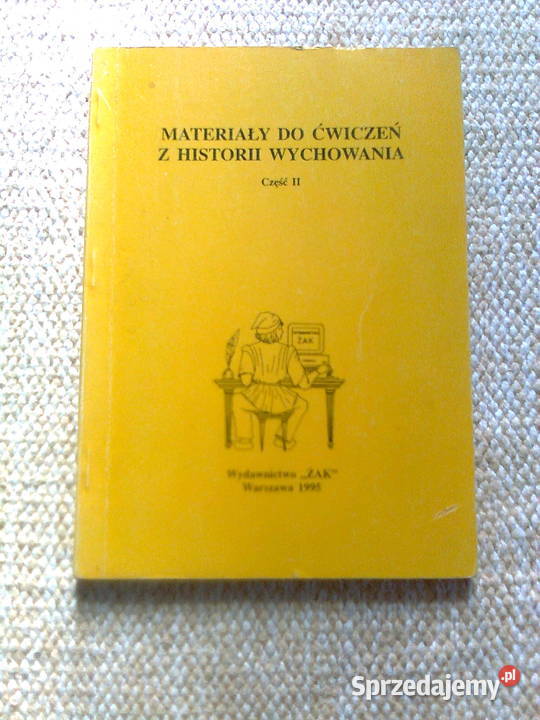 MATERIAŁY DO ĆWICZEŃ
Z HISTORII WYCHOWANIA
Część II
ŻAK
Wydawnictwo „ŻAK”
Warszawa 1995
Sprzedajemy.pl